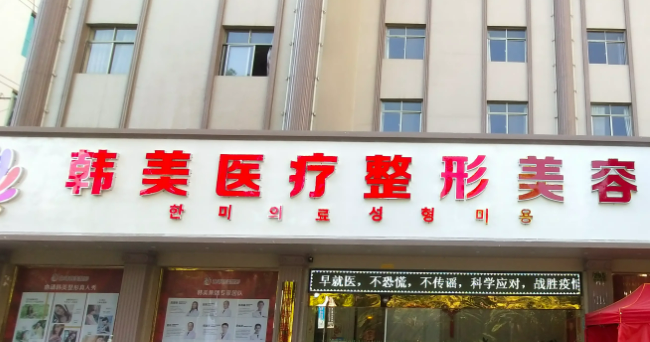 韩美医疗整形美容
한미의료성형미용
早就医，不恐慌，不传谣，科学应对，战胜疫情